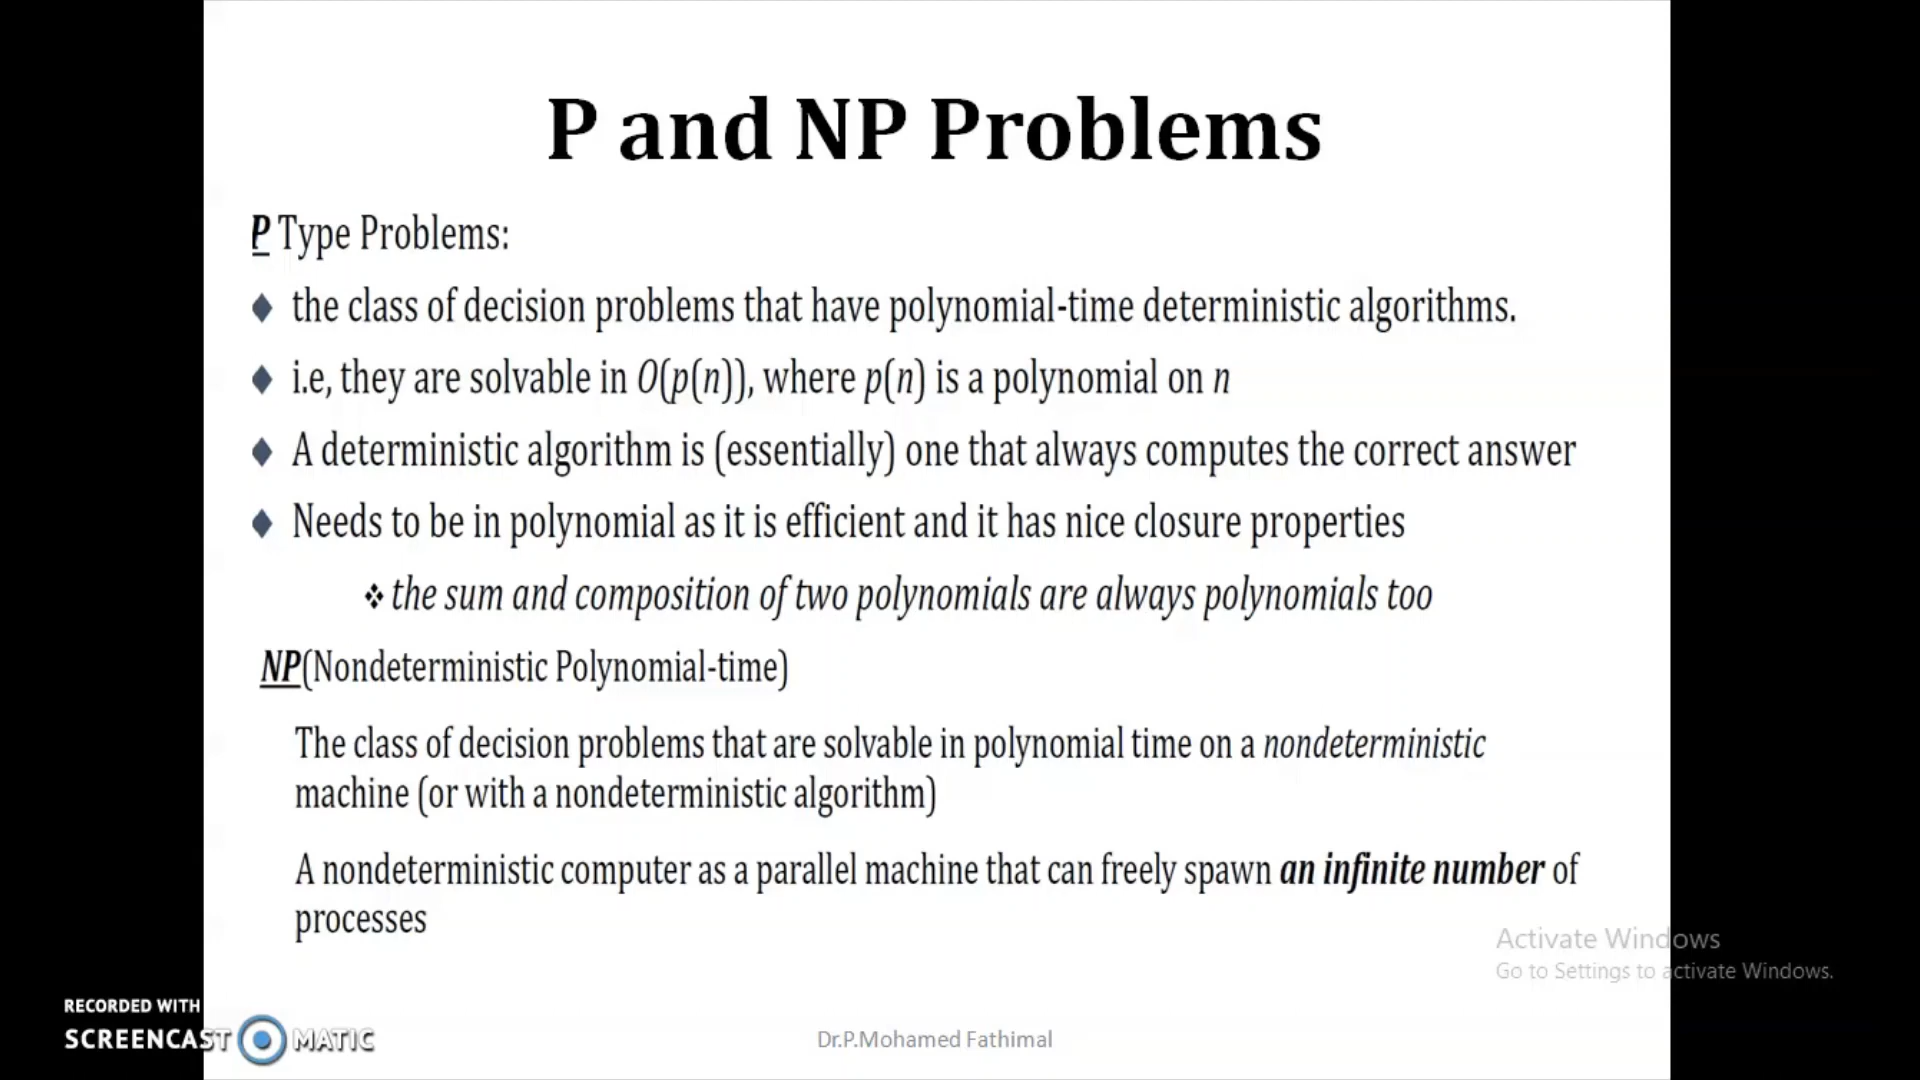 P and NP Problems
P Type Problems:
the class of decision problems that have polynomial-time deterministic algorithms.
i.e, they are solvable in O(p(n)), where p(n) is a polynomial on n
A deterministic algorithm is (essentially) one that always computes the correct answer
Needs to be in polynomial as it is efficient and it has nice closure properties
the sum and composition of two polynomials are always polynomials too
NP(Nondeterministic Polynomial-time)
The class of decision problems that are solvable in polynomial time on a nondeterministic
machine (or with a nondeterministic algorithm)
A nondeterministic computer as a parallel machine that can freely spawn an infinite number of
processes
Activate Windows
Go to Settings to activate Windows.
RECORDED WITH
SCREENCAST MATIC
Dr.P.Mohamed Fathimal